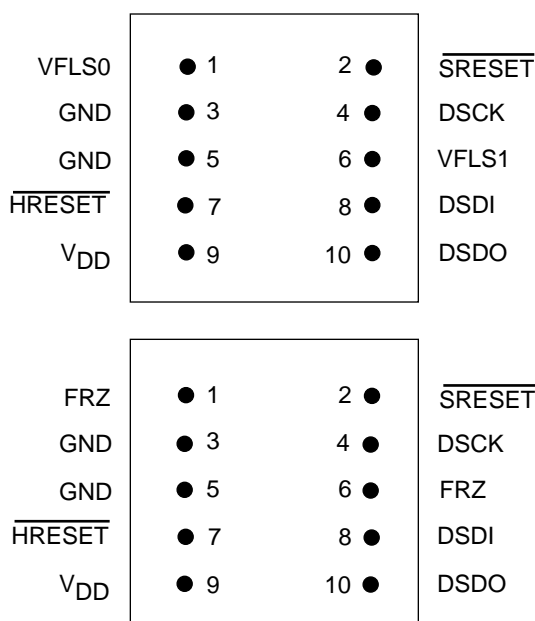 VFLS0 1 2 SRESET
GND 3 4 DSCK
GND 5 6 VFLS1
HRESET 7 8 DSDI
VDD 9 10 DSDO
FRZ 1 2 SRESET
GND 3 4 DSCK
GND 5 6 FRZ
HRESET 7 8 DSDI
VDD 9 10 DSDO